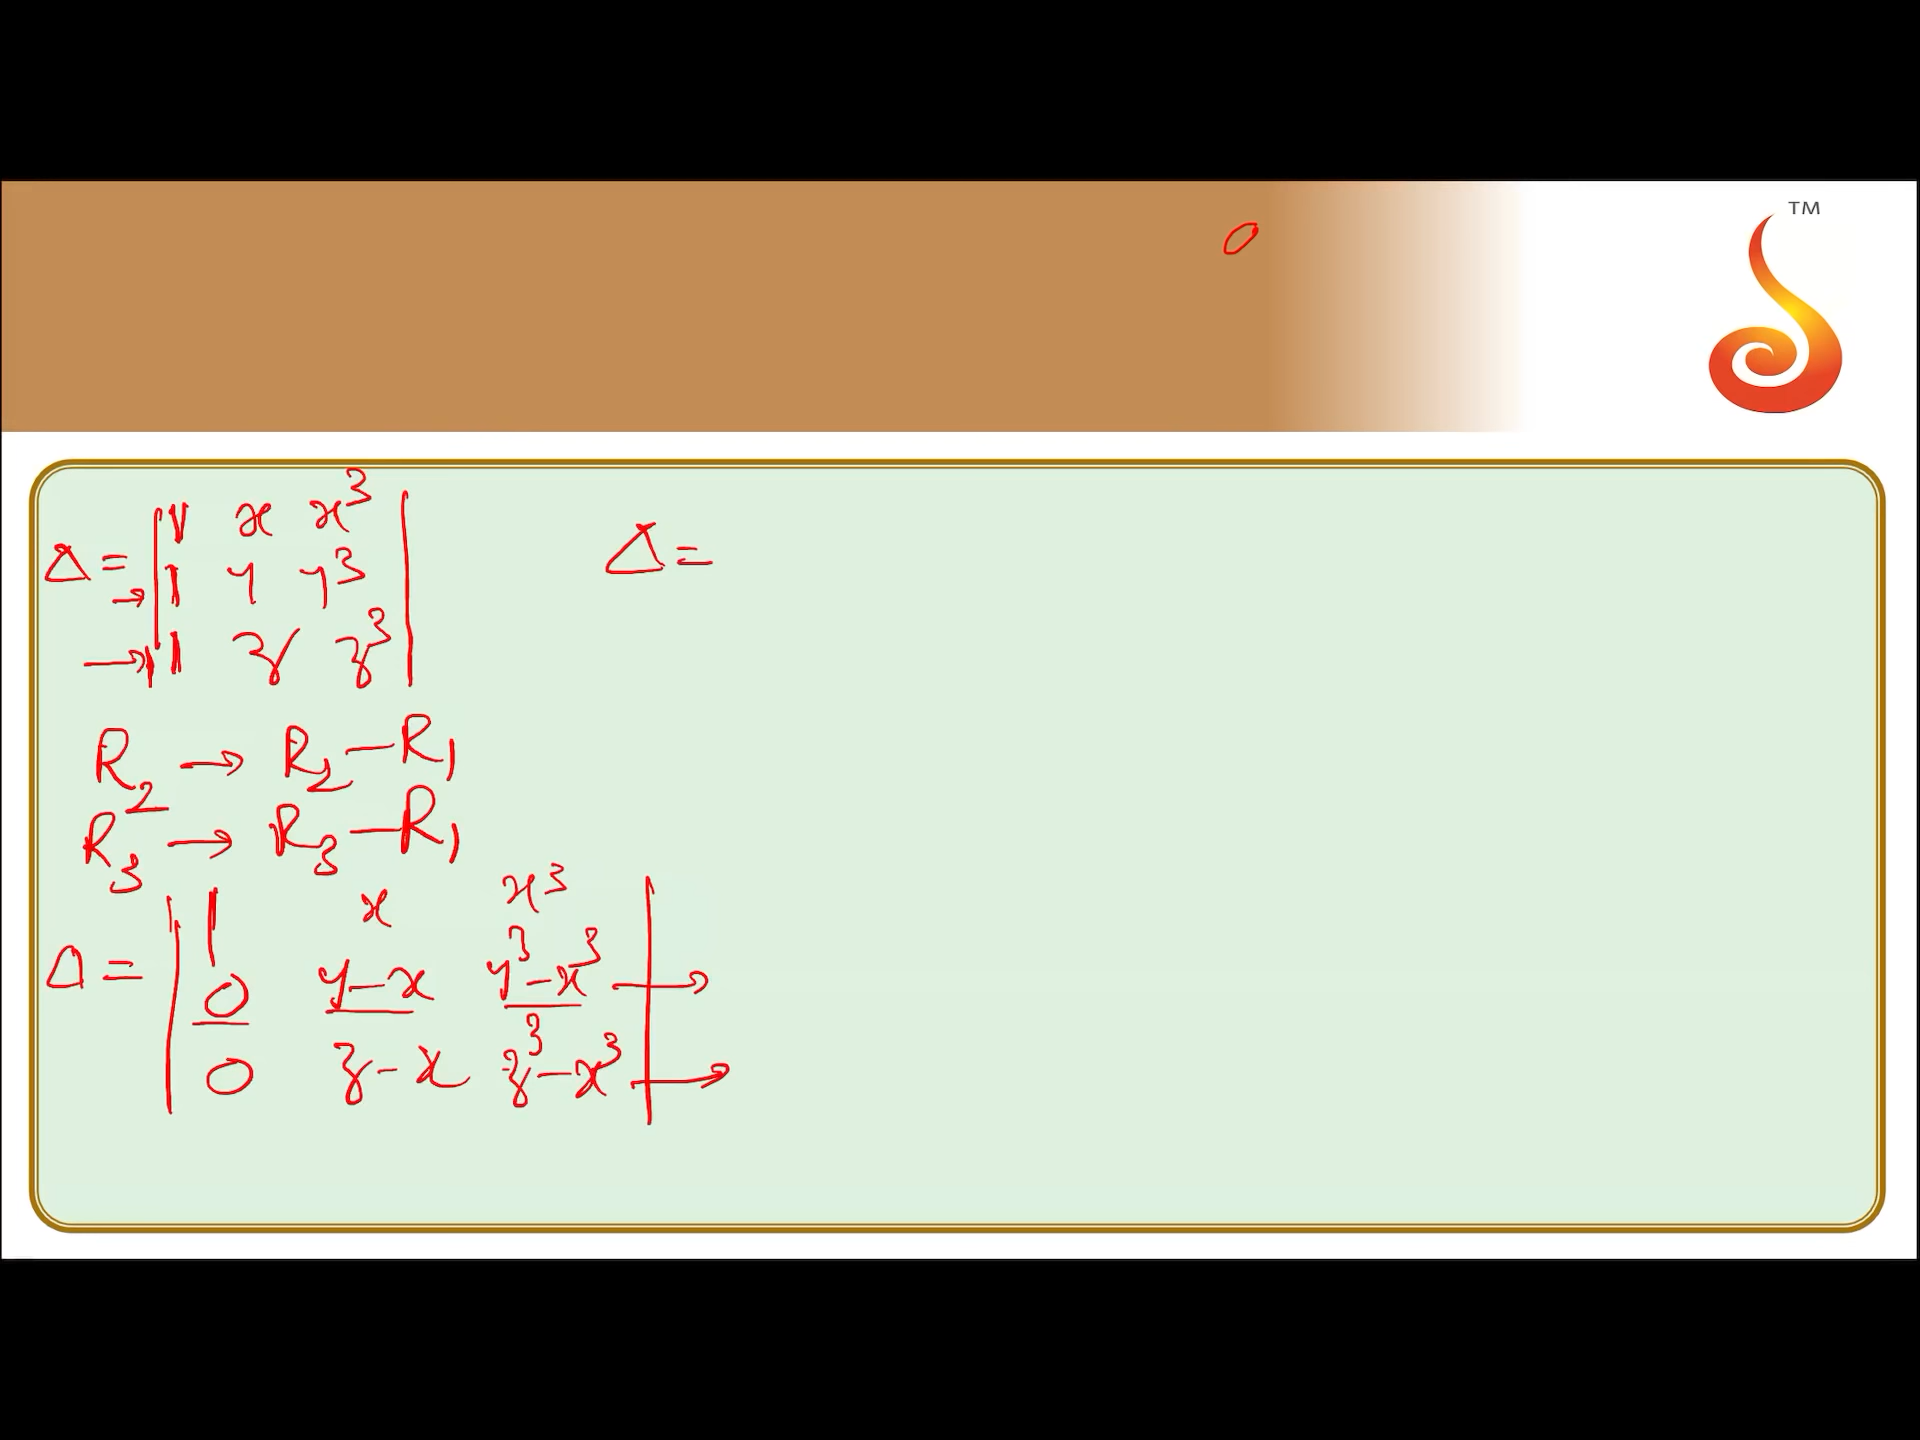 TM
0
Δ = | 1 x x³ |
→ | 1 y y³ |
→ | 1 z z³ |
R₂ → R₂ – R₁
R₃ → R₃ – R₁
Δ = | 1 x x³ |
| 0 y–x y³–x³ | →
| 0 z–x z³–x³ | →
Δ =